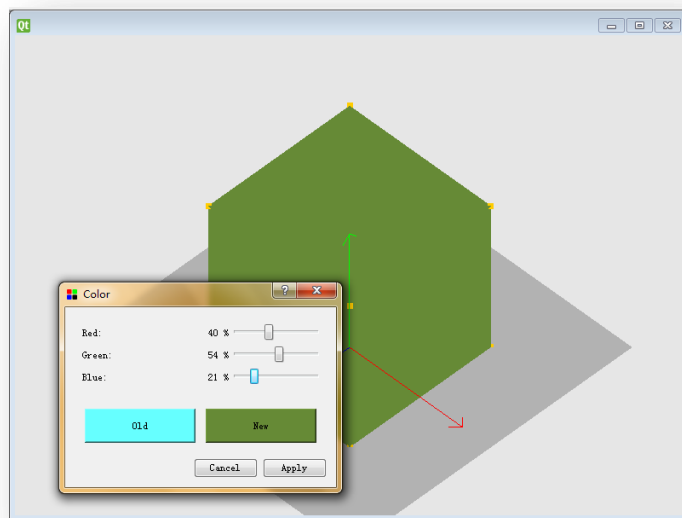 Qt
Color
Red: 40 %
Green: 54 %
Blue: 21 %
Old New
Cancel Apply